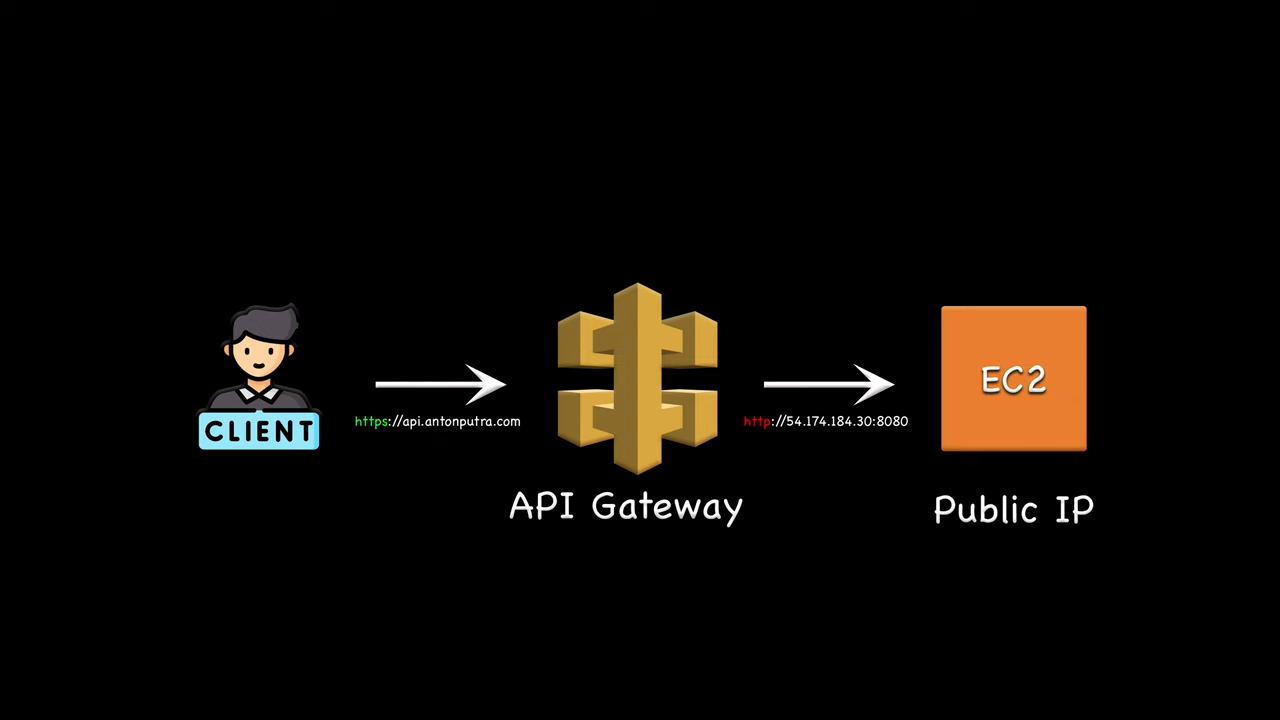 CLIENT
https://api.antonputra.com
API Gateway
http://54.174.184.30:8080
EC2
Public IP